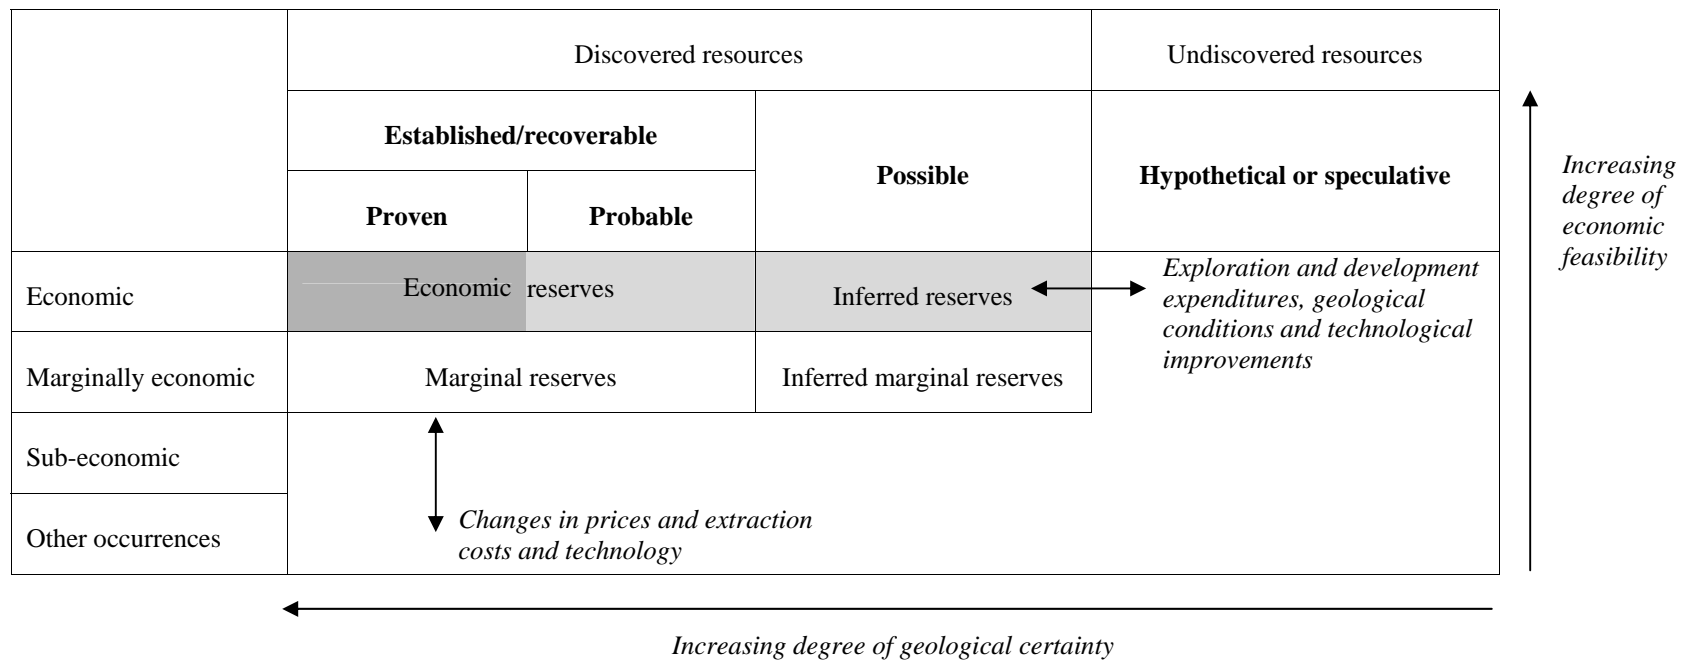 Discovered resources
Undiscovered resources
Established/recoverable
Possible
Hypothetical or speculative
Proven
Probable
Increasing
degree of
economic
feasibility
Economic
Economic reserves
Inferred reserves
Exploration and development
expenditures, geological
conditions and technological
improvements
Marginally economic
Marginal reserves
Inferred marginal reserves
Sub-economic
Other occurrences
Changes in prices and extraction
costs and technology
Increasing degree of geological certainty